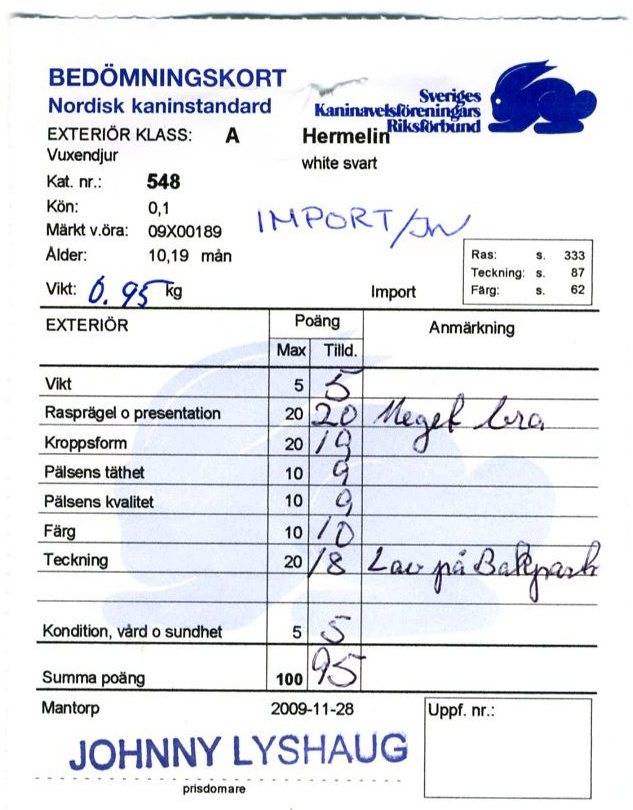 BEDÖMNINGSKORT
Nordisk kaninstandard
Sveriges
Kaninavelsföreningars
Riksförbund
EXTERIÖR KLASS: A Hermelin
Vuxendjur white svart
Kat. nr.: 548
Kön: 0,1
Märkt v.öra: 09X00189
IMPORT/JW
Ålder: 10,19 mån
Ras: s. 333
Teckning: s. 87
Färg: s. 62
Vikt: 0.95 kg Import
EXTERIÖR Poäng Anmärkning
Max Tilld.
Vikt 5 5
Rasprägel o presentation 20 20 Meget bra
Kroppsform 20 19
Pälsens täthet 10 9
Pälsens kvalitet 10 9
Färg 10 10
Teckning 20 18 Lav på Bakpart
Kondition, vård o sundhet 5 5
Summa poäng 100 95
Mantorp 2009-11-28 Uppf. nr.:
JOHNNY LYSHAUG
prisdomare